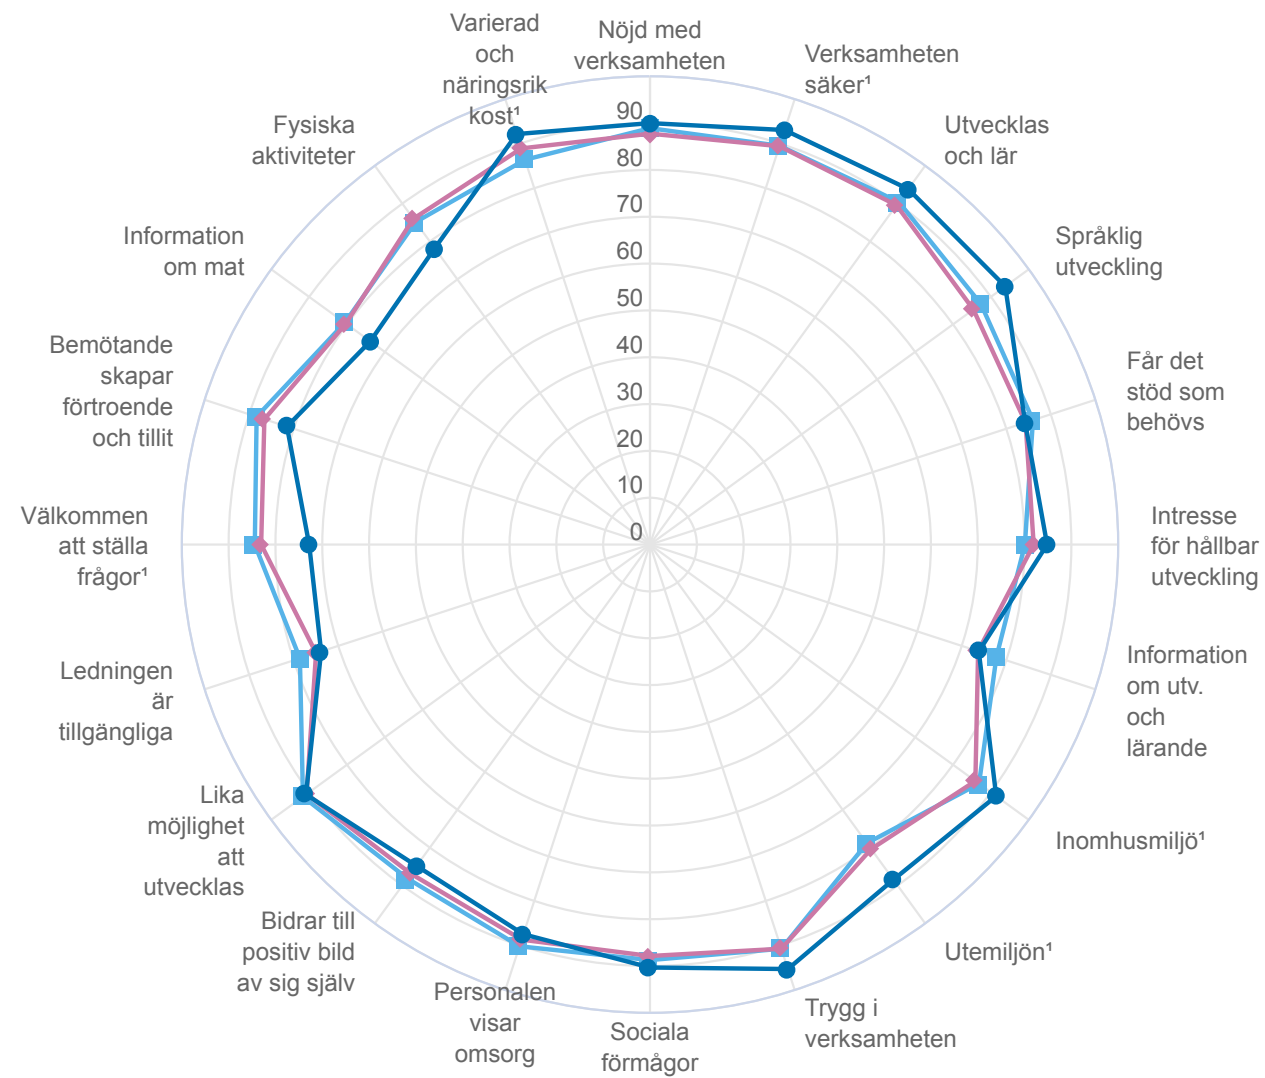 Nöjd med
verksamheten
Verksamheten
säker¹
Utvecklas
och lär
Språklig
utveckling
Får det
stöd som
behövs
Intresse
för hållbar
utveckling
Information
om utv.
och
lärande
Inomhusmiljö¹
Utemiljön¹
Trygg i
verksamheten
Sociala
förmågor
Personalen
visar
omsorg
Bidrar till
positiv bild
av sig själv
Lika
möjlighet
att
utvecklas
Ledningen
är
tillgängliga
Välkommen
att ställa
frågor¹
Bemötande
skapar
förtroende
och tillit
Information
om mat
Fysiska
aktiviteter
Varierad
och
näringsrik
kost¹
90
80
70
60
50
40
30
20
10
0